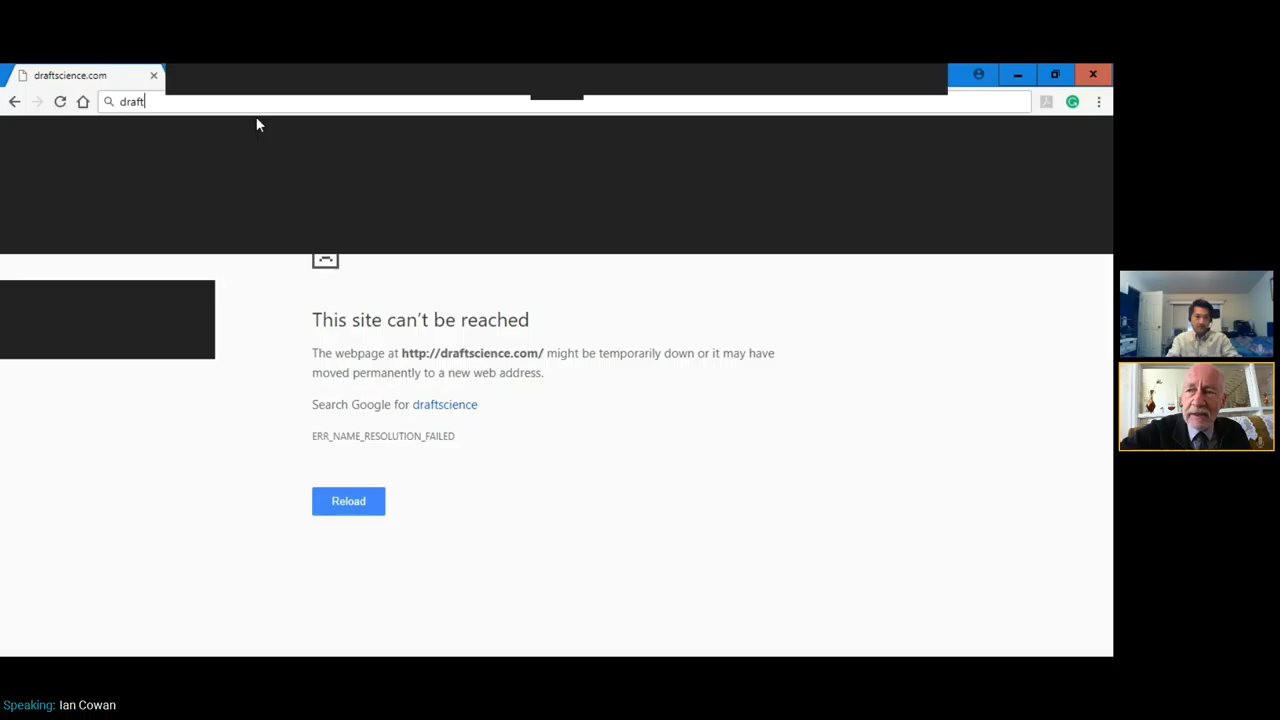 draftscience.com
draft
This site can't be reached
The webpage at http://draftscience.com/ might be temporarily down or it may have
moved permanently to a new web address.
Search Google for draftscience
ERR_NAME_RESOLUTION_FAILED
Reload
Speaking: Ian Cowan